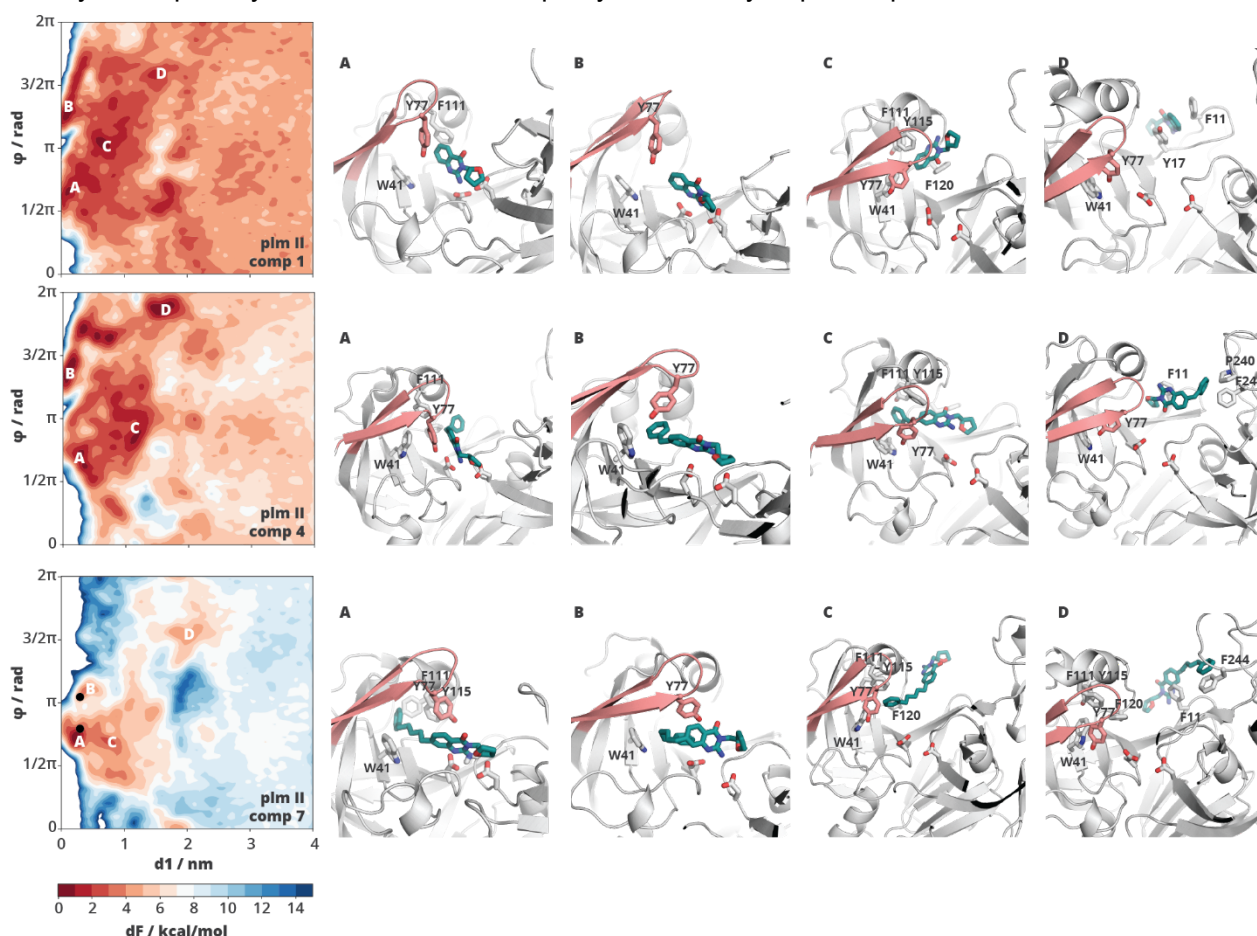 2π
3/2π
π
1/2π
0
φ / rad
A
B
C
D
plm II
comp 1
A
Y77
F111
W41
B
Y77
W41
C
F111
Y115
Y77
F120
W41
D
F11
Y17
Y77
W41
2π
3/2π
π
1/2π
0
φ / rad
A
B
C
D
plm II
comp 4
A
F111
Y77
W41
B
Y77
W41
C
F111
Y115
W41
Y77
D
F11
P240
Y77
W41
2π
3/2π
π
1/2π
0
φ / rad
A
B
C
D
plm II
comp 7
0
1
2
3
4
d1 / nm
A
F111
Y77
Y115
W41
B
Y77
W41
C
F111
Y115
Y77
F120
W41
D
F244
F111
Y115
F120
F11
Y77
W41
0 2 4 6 8 10 12 14
dF / kcal/mol